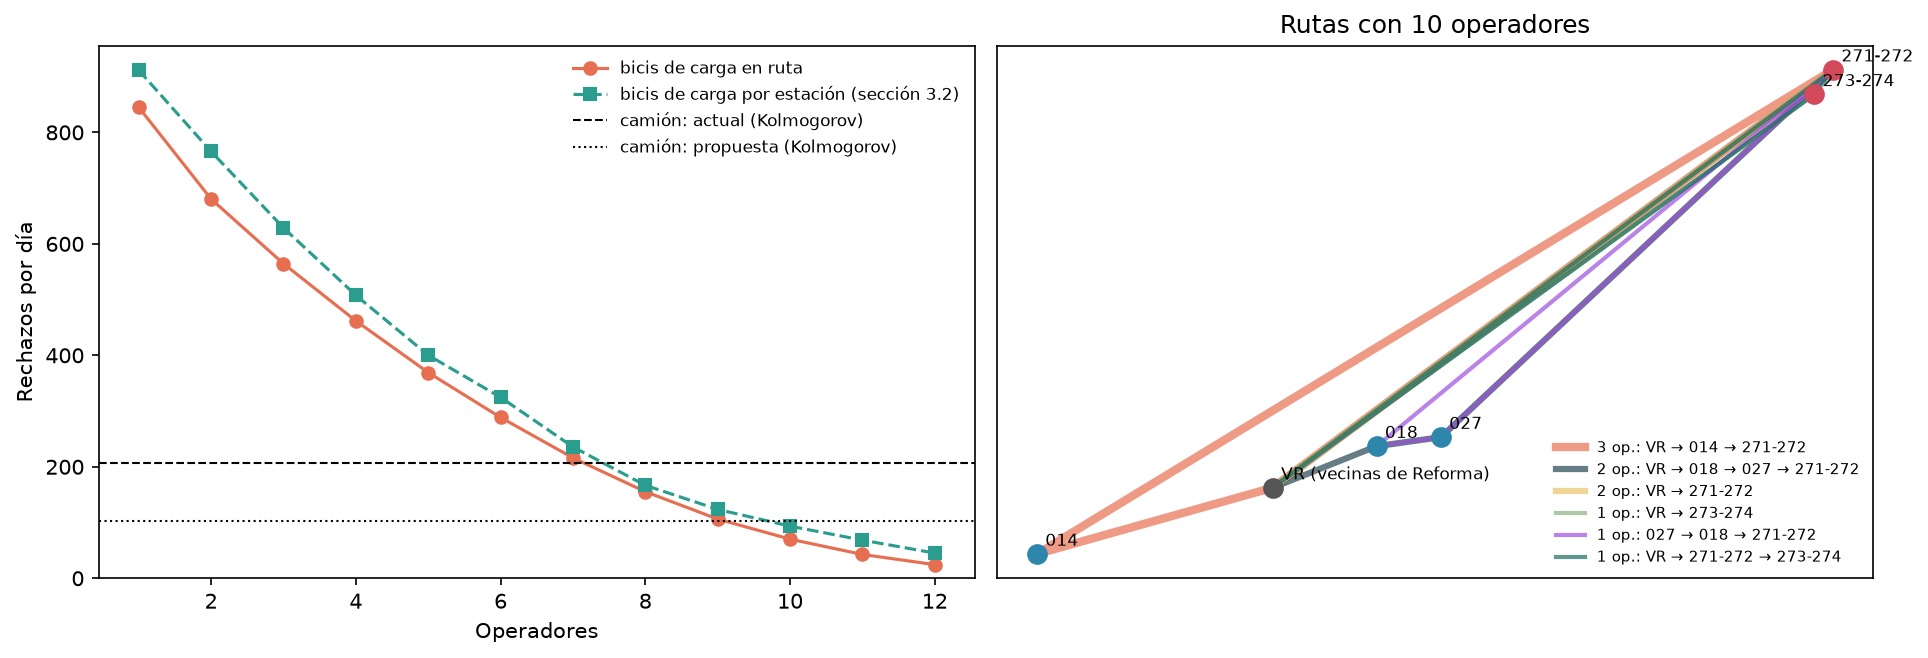 Rechazos por día
800
600
400
200
0
2
4
6
8
10
12
Operadores
bicis de carga en ruta
bicis de carga por estación (sección 3.2)
camión: actual (Kolmogorov)
camión: propuesta (Kolmogorov)
Rutas con 10 operadores
271-272
273-274
027
018
VR (vecinas de Reforma)
014
3 op.: VR → 014 → 271-272
2 op.: VR → 018 → 027 → 271-272
2 op.: VR → 271-272
1 op.: VR → 273-274
1 op.: 027 → 018 → 271-272
1 op.: VR → 271-272 → 273-274